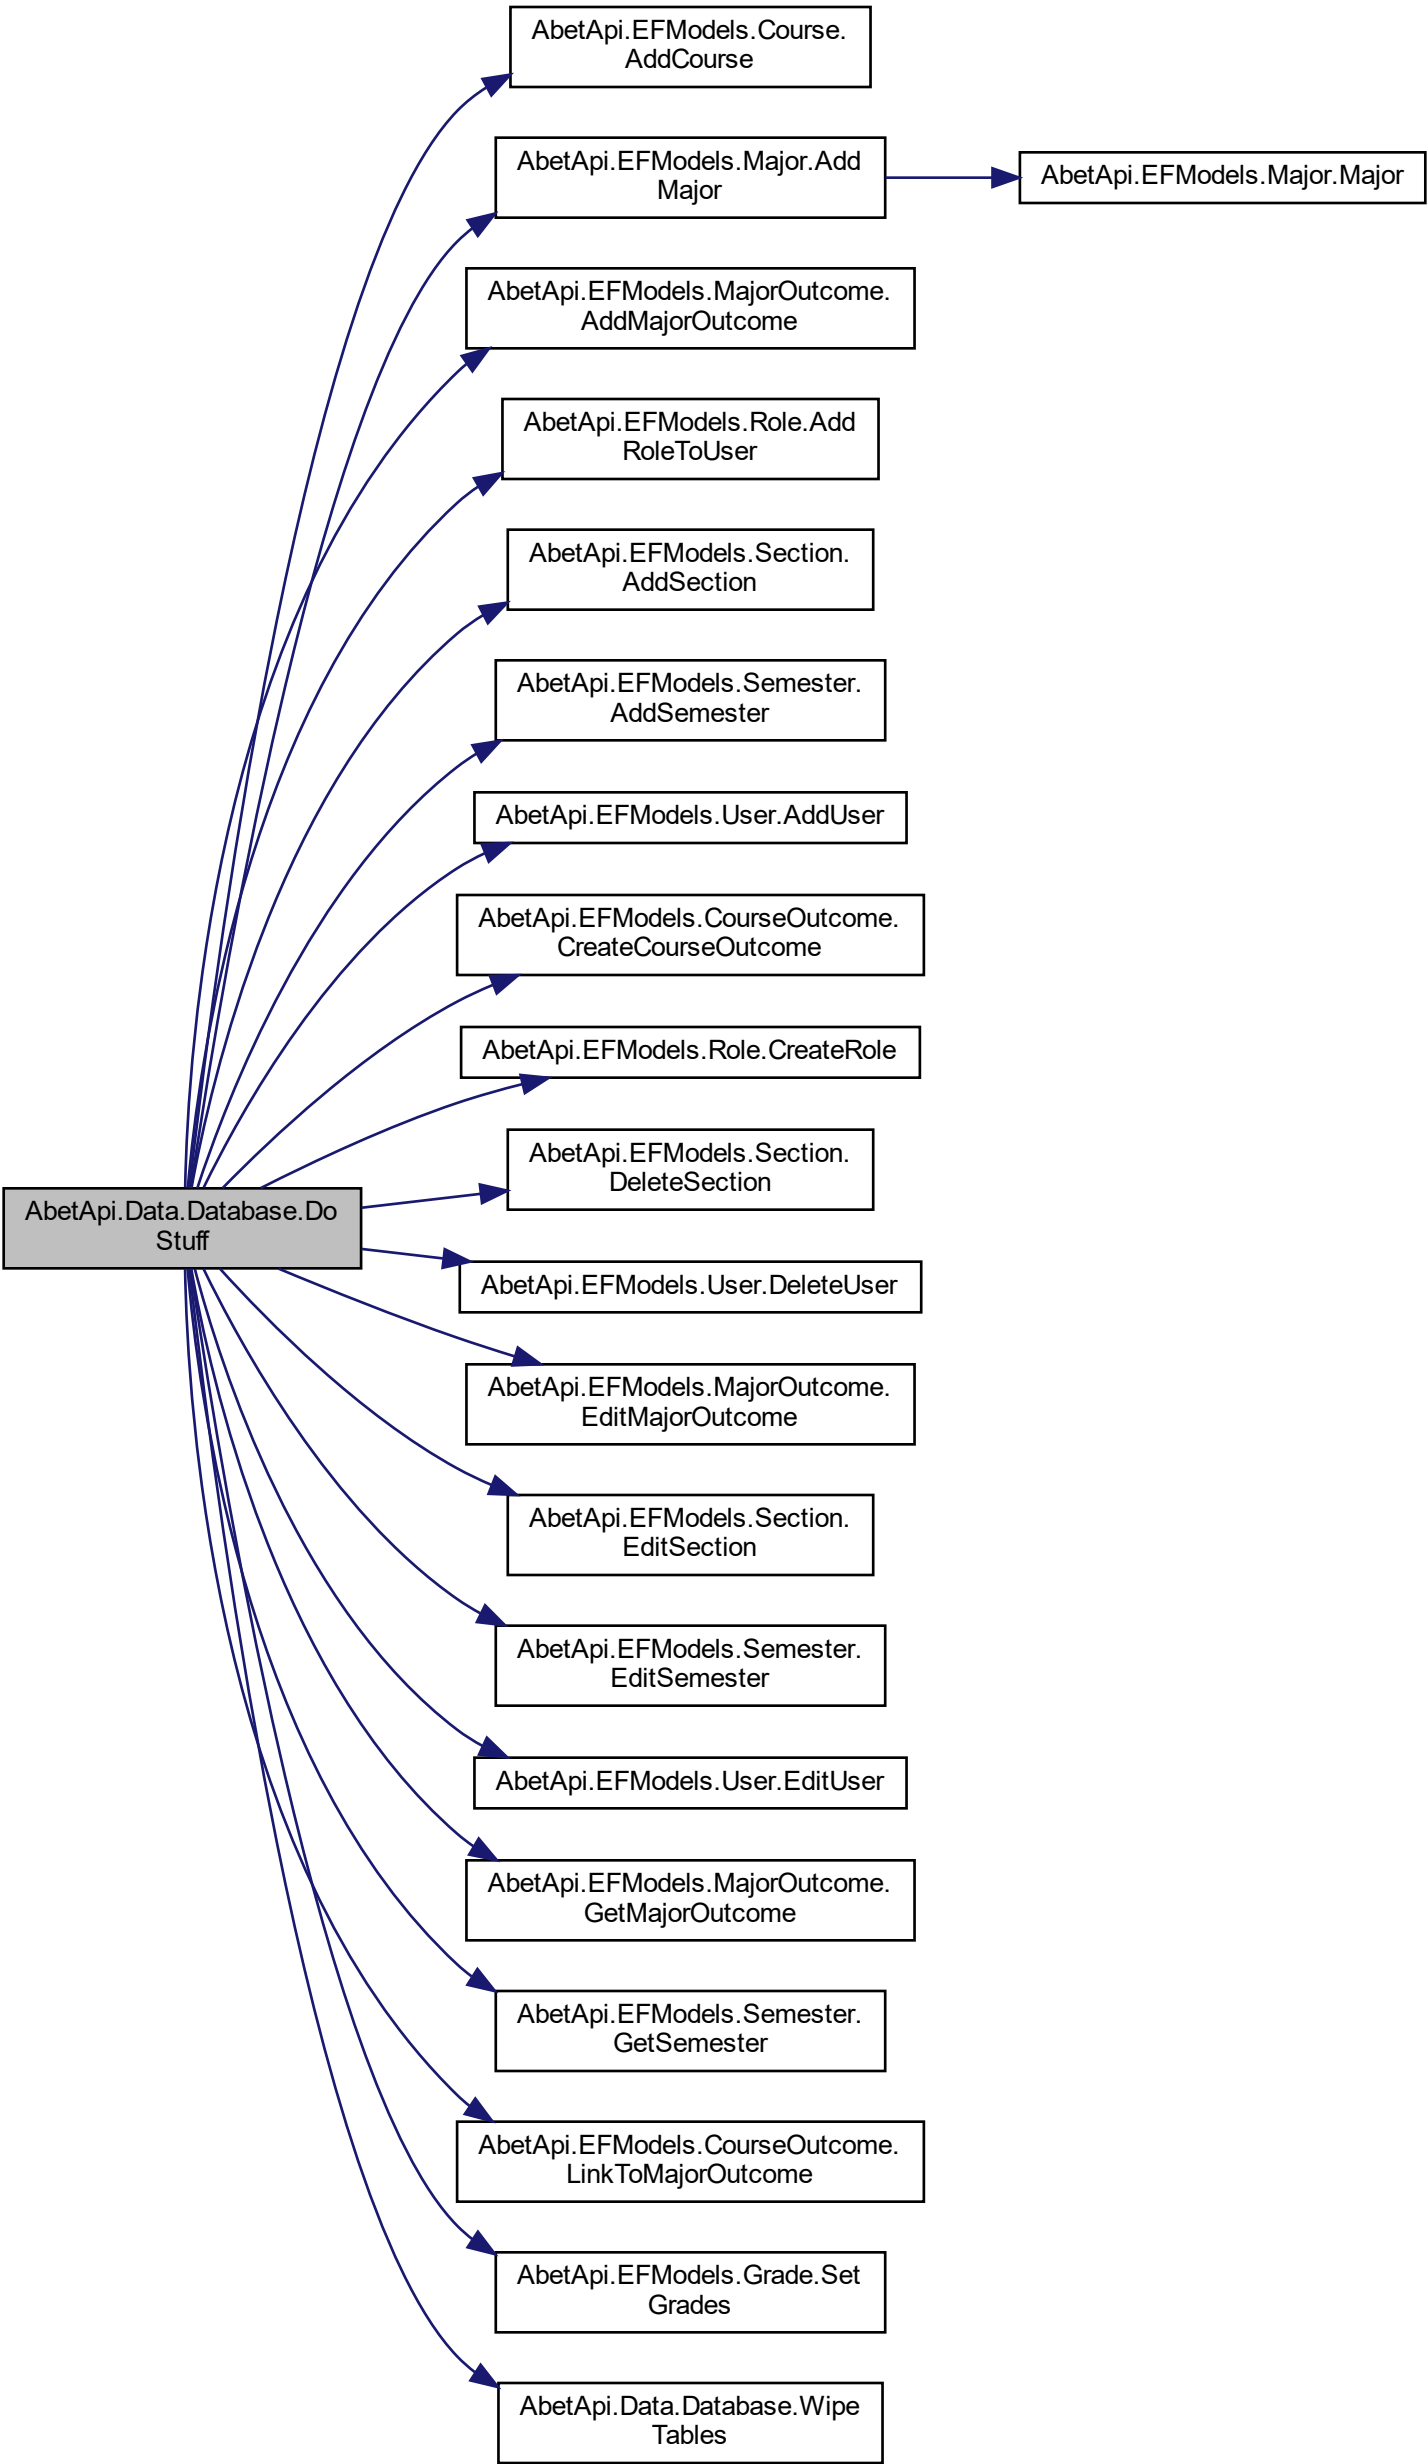 AbetApi.EFModels.Course.
AddCourse
AbetApi.EFModels.Major.Add
Major
AbetApi.EFModels.Major.Major
AbetApi.EFModels.MajorOutcome.
AddMajorOutcome
AbetApi.EFModels.Role.Add
RoleToUser
AbetApi.EFModels.Section.
AddSection
AbetApi.EFModels.Semester.
AddSemester
AbetApi.EFModels.User.AddUser
AbetApi.EFModels.CourseOutcome.
CreateCourseOutcome
AbetApi.EFModels.Role.CreateRole
AbetApi.EFModels.Section.
DeleteSection
AbetApi.Data.Database.Do
Stuff
AbetApi.EFModels.User.DeleteUser
AbetApi.EFModels.MajorOutcome.
EditMajorOutcome
AbetApi.EFModels.Section.
EditSection
AbetApi.EFModels.Semester.
EditSemester
AbetApi.EFModels.User.EditUser
AbetApi.EFModels.MajorOutcome.
GetMajorOutcome
AbetApi.EFModels.Semester.
GetSemester
AbetApi.EFModels.CourseOutcome.
LinkToMajorOutcome
AbetApi.EFModels.Grade.Set
Grades
AbetApi.Data.Database.Wipe
Tables